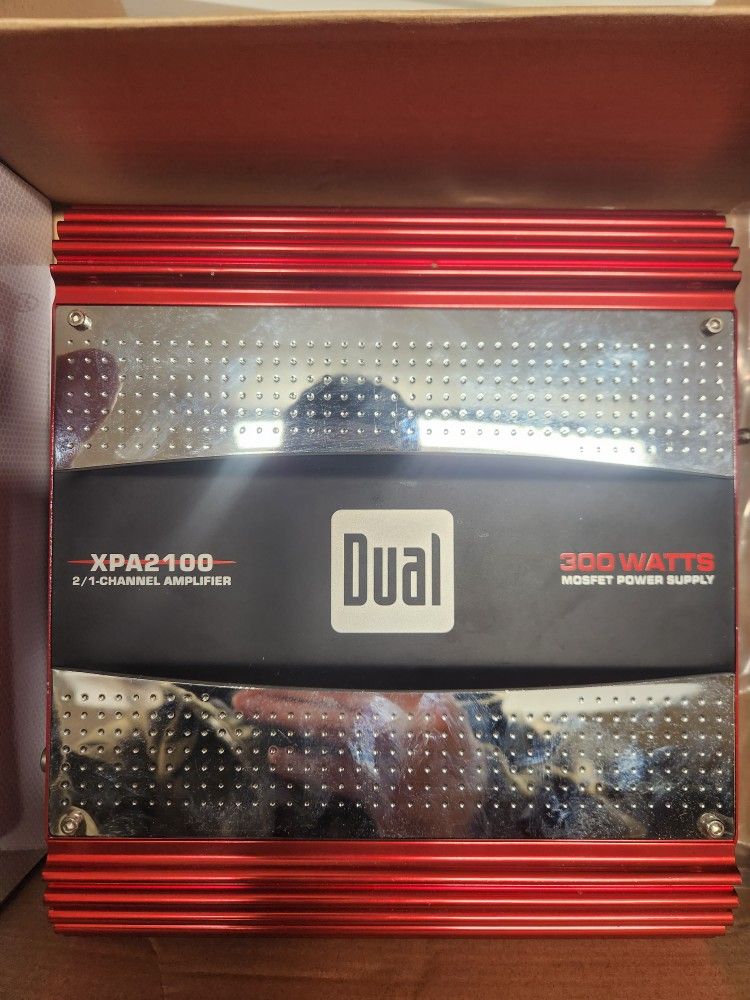 XPA2100
2/1-CHANNEL AMPLIFIER
Dual
300 WATTS
MOSFET POWER SUPPLY